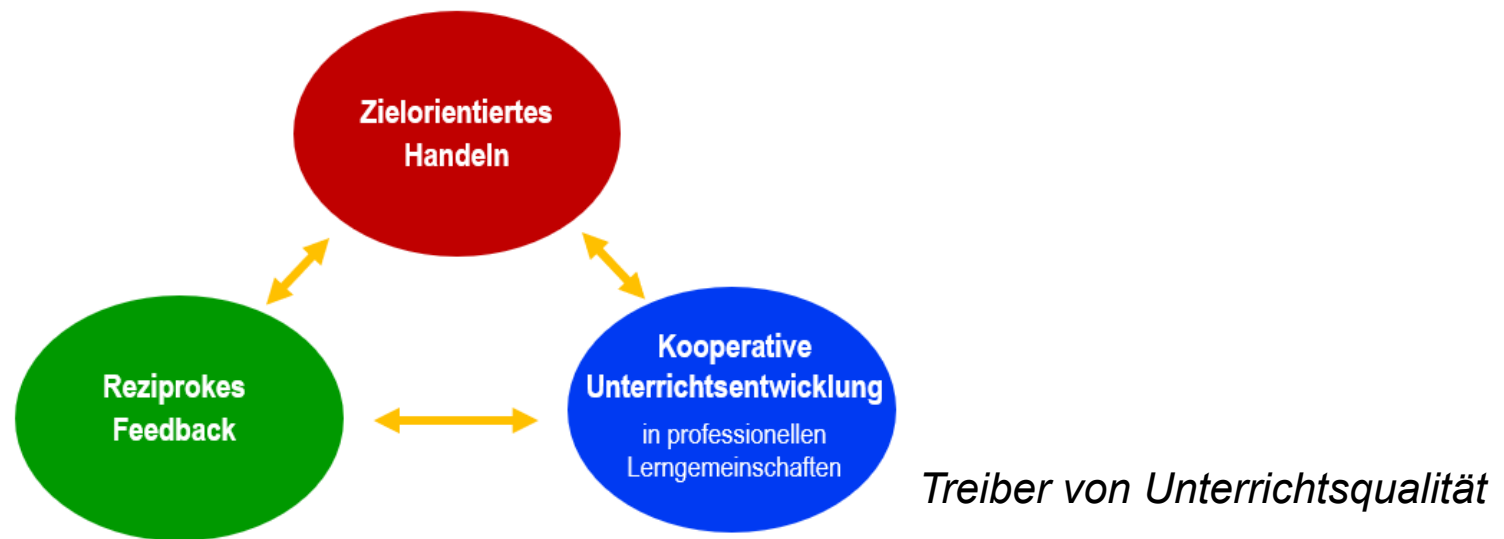 Zielorientiertes
Handeln
Reziprokes
Feedback
Kooperative
Unterrichtsentwicklung
in professionellen
Lerngemeinschaften
Treiber von Unterrichtsqualität